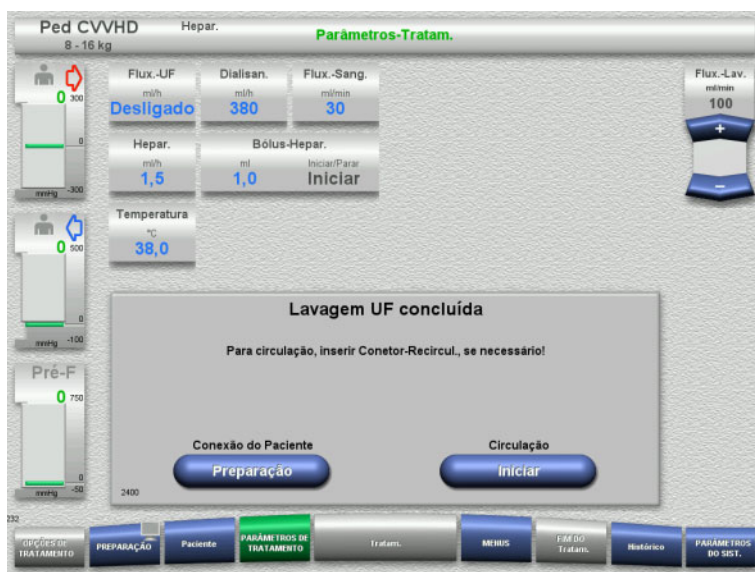 Ped CVVHD Hepar. Parâmetros-Tratam.
8 - 16 kg
Flux.-UF Dialisan. Flux.-Sang. Flux.-Lav.
ml/h ml/h ml/min ml/min
Desligado 380 30 100
0 300
+
0
Hepar. Bólus-Hepar.
ml/h ml Iniciar/Parar
1,5 1,0 Iniciar
−
mmHg -300
Temperatura
°C
38,0
0 500
0
mmHg -100
Lavagem UF concluída
Para circulação, inserir Conetor-Recircul., se necessário!
Pré-F
0 750
Conexão do Paciente Circulação
Preparação Iniciar
0
mmHg -50
2400
232
OPÇÕES DE TRATAMENTO
PREPARAÇÃO
Paciente
PARÂMETROS DE TRATAMENTO
Tratam.
MENUS
FIM DO Tratam.
Histórico
PARÂMETROS DO SIST.